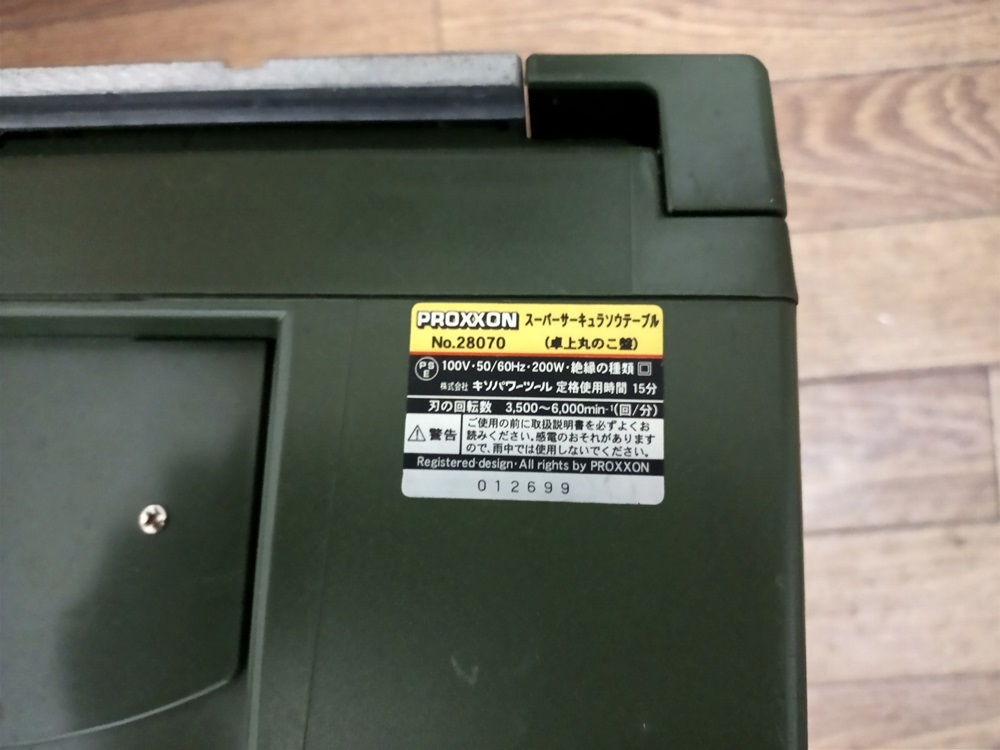 PROXXON スーパーサーキュラソウテーブル
No.28070 (卓上丸のこ盤)
PSE 100V・50/60Hz・200W・絶縁の種類 回
株式会社 キソパワーツール 定格使用時間 15分
刃の回転数 3,500〜6,000min⁻¹(回/分)
⚠警告
ご使用の前に取扱説明書を必ずよくお
読みください。感電のおそれがあります
ので、雨中では使用しないでください。
Registered-design・All rights by PROXXON
012699